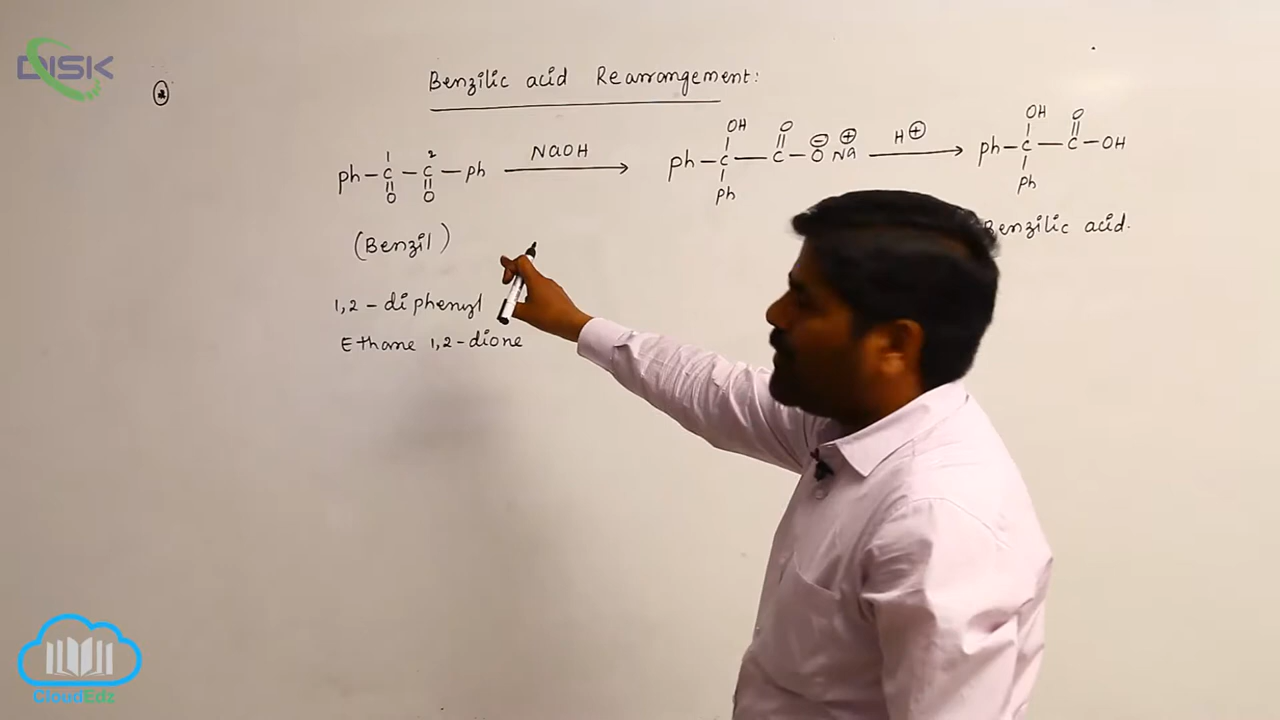 DISK
Benzilic acid Rearrangement:
1 2
Ph-C-C-Ph
O O
NaOH
OH O
Ph-C-C-O⊖ Na⊕
Ph
H⊕
OH O
Ph-C-C-OH
Ph
(Benzil)
Benzilic acid.
1,2-diphenyl
Ethane 1,2-dione
CloudEdz